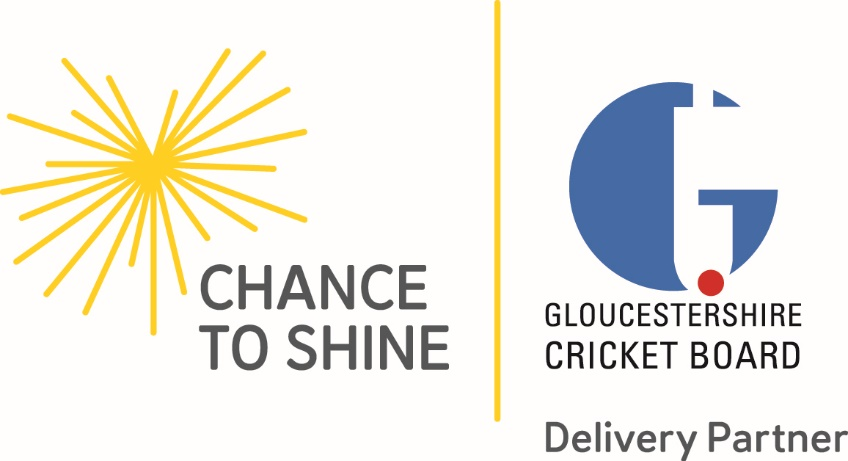 CHANCE
TO SHINE
GLOUCESTERSHIRE
CRICKET BOARD
Delivery Partner